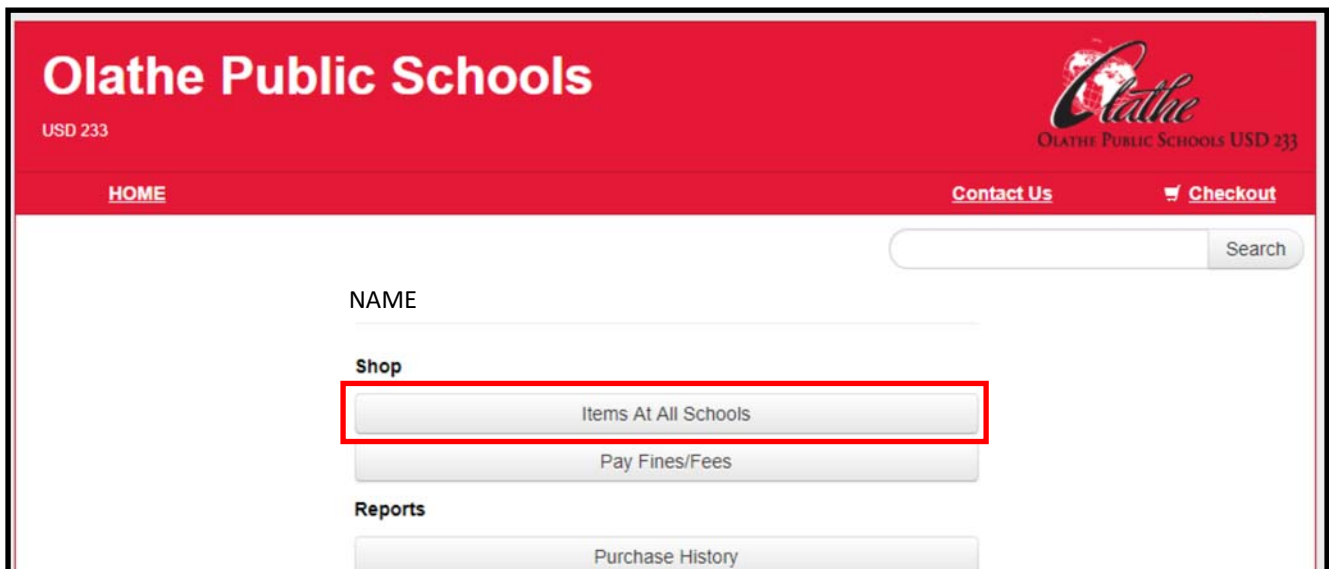 Olathe Public Schools
USD 233
Olathe
OLATHE PUBLIC SCHOOLS USD 233
HOME
Contact Us
Checkout
Search
NAME
Shop
Items At All Schools
Pay Fines/Fees
Reports
Purchase History